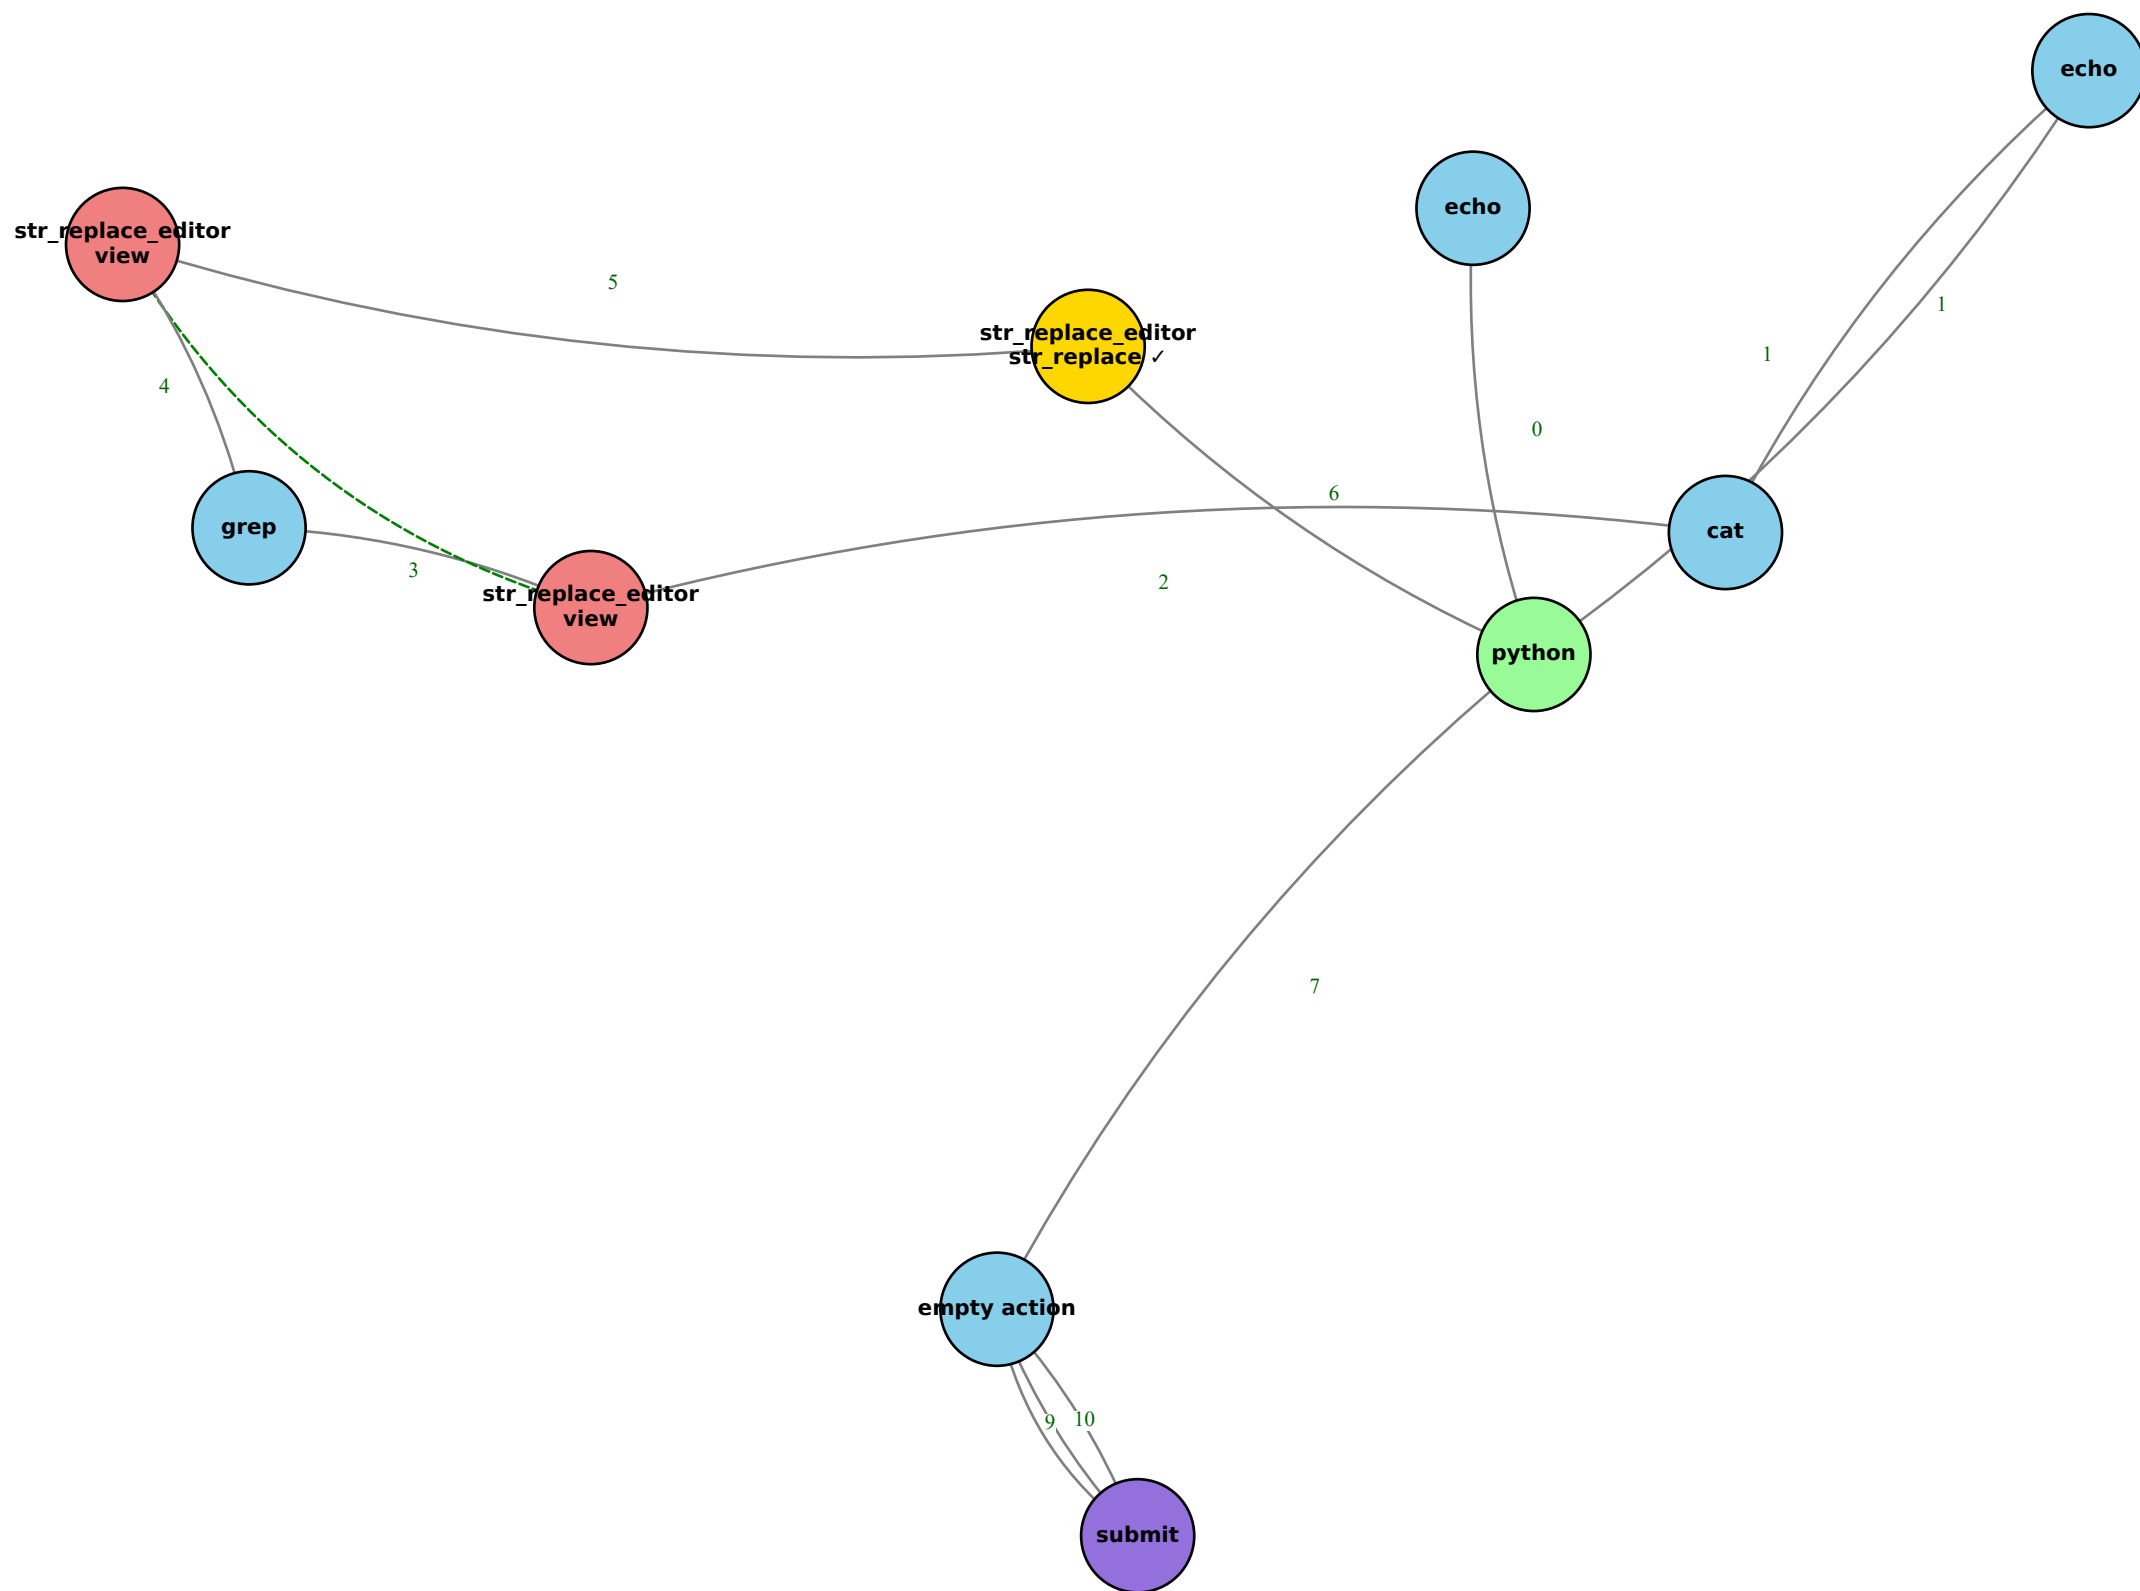 echo
echo
str_replace_editor
view
5
1
str_replace_editor
str_replace ✓
1
4
0
6
grep
cat
3
2
str_replace_editor
view
python
7
empty action
9
10
submit